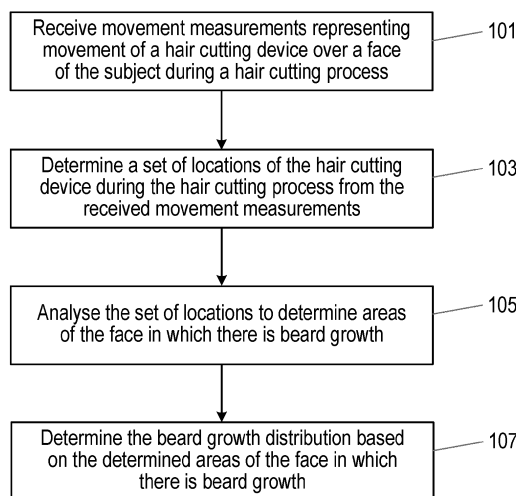 Receive movement measurements representing
movement of a hair cutting device over a face
of the subject during a hair cutting process
101
Determine a set of locations of the hair cutting
device during the hair cutting process from the
received movement measurements
103
Analyse the set of locations to determine areas
of the face in which there is beard growth
105
Determine the beard growth distribution based
on the determined areas of the face in which
there is beard growth
107